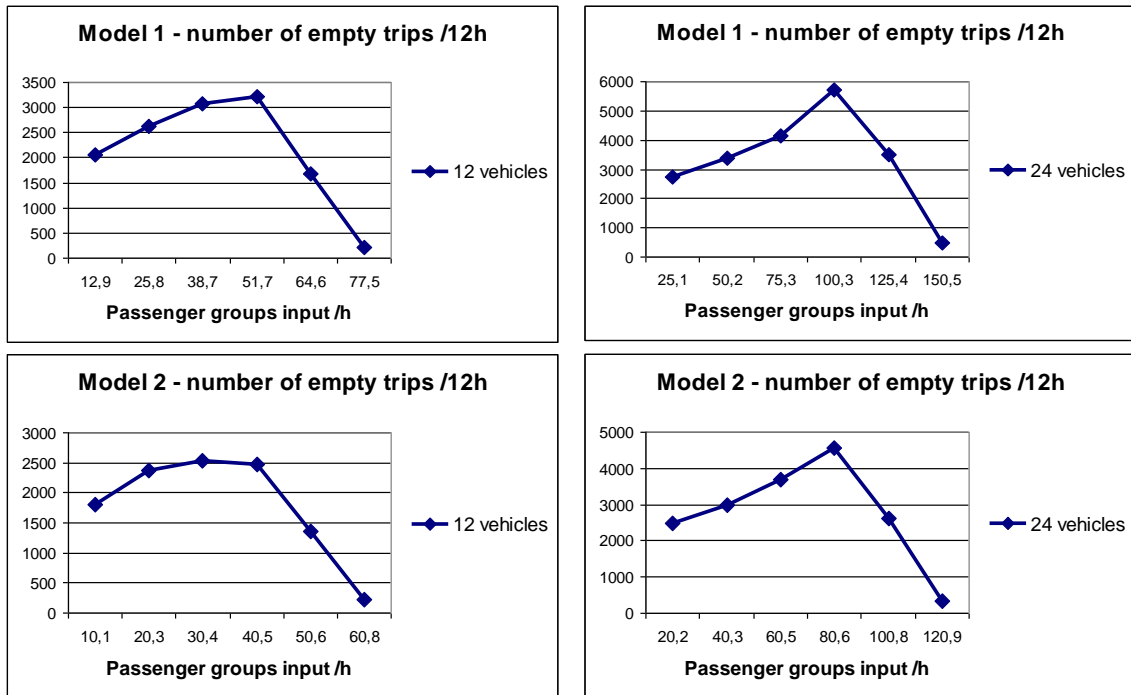 Model 1 - number of empty trips /12h
3500
3000
2500
2000
1500
1000
500
0
12,9 25,8 38,7 51,7 64,6 77,5
Passenger groups input /h
12 vehicles
Model 1 - number of empty trips /12h
6000
5000
4000
3000
2000
1000
0
25,1 50,2 75,3 100,3 125,4 150,5
Passenger groups input /h
24 vehicles
Model 2 - number of empty trips /12h
3000
2500
2000
1500
1000
500
0
10,1 20,3 30,4 40,5 50,6 60,8
Passenger groups input /h
12 vehicles
Model 2 - number of empty trips /12h
5000
4000
3000
2000
1000
0
20,2 40,3 60,5 80,6 100,8 120,9
Passenger groups input /h
24 vehicles